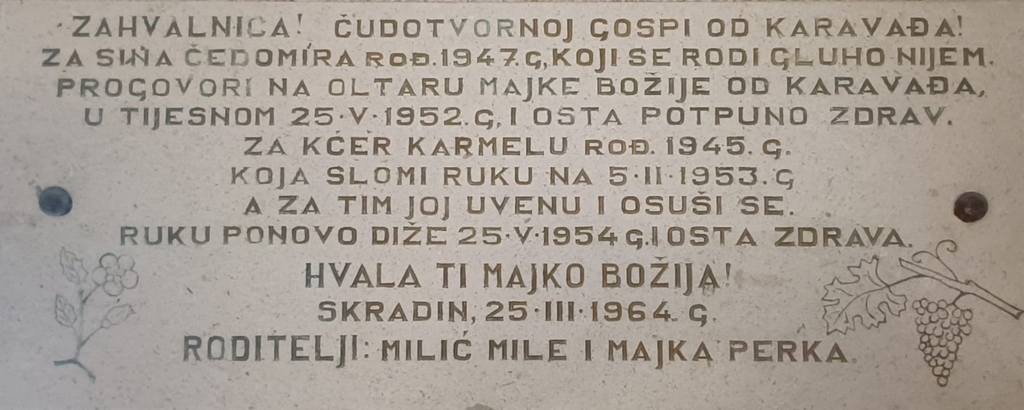 ZAHVALNICA! ČUDOTVORNOJ GOSPI OD KARAVAĐA!
ZA SINA ČEDOMIRA ROĐ. 1947. G, KOJI SE RODI GLUHO NIJEM.
PROGOVORI NA OLTARU MAJKE BOŽIJE OD KARAVAĐA,
U TIJESNOM 25·V·1952. G, I OSTA POTPUNO ZDRAV.
ZA KĆER KARMELU ROĐ. 1945. G.
KOJA SLOMI RUKU NA 5·II·1953. G
A ZA TIM JOJ UVENU I OSUŠI SE.
RUKU PONOVO DIŽE 25·V·1954 G. I OSTA ZDRAVA.
HVALA TI MAJKO BOŽIJA!
SKRADIN, 25·III·1964. G.
RODITELJI: MILIĆ MILE I MAJKA PERKA.